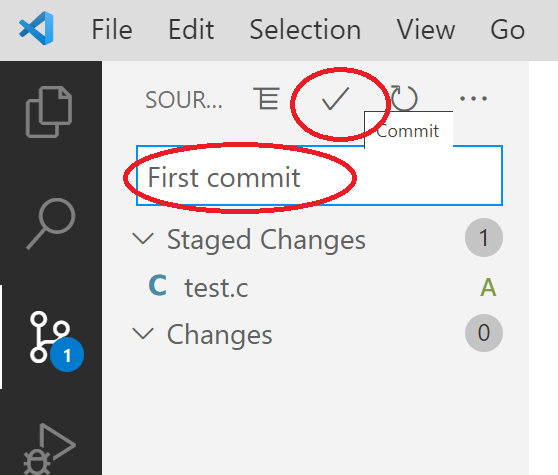 File Edit Selection View Go
SOUR... ...
Commit
First commit
Staged Changes 1
C test.c A
Changes 0
1